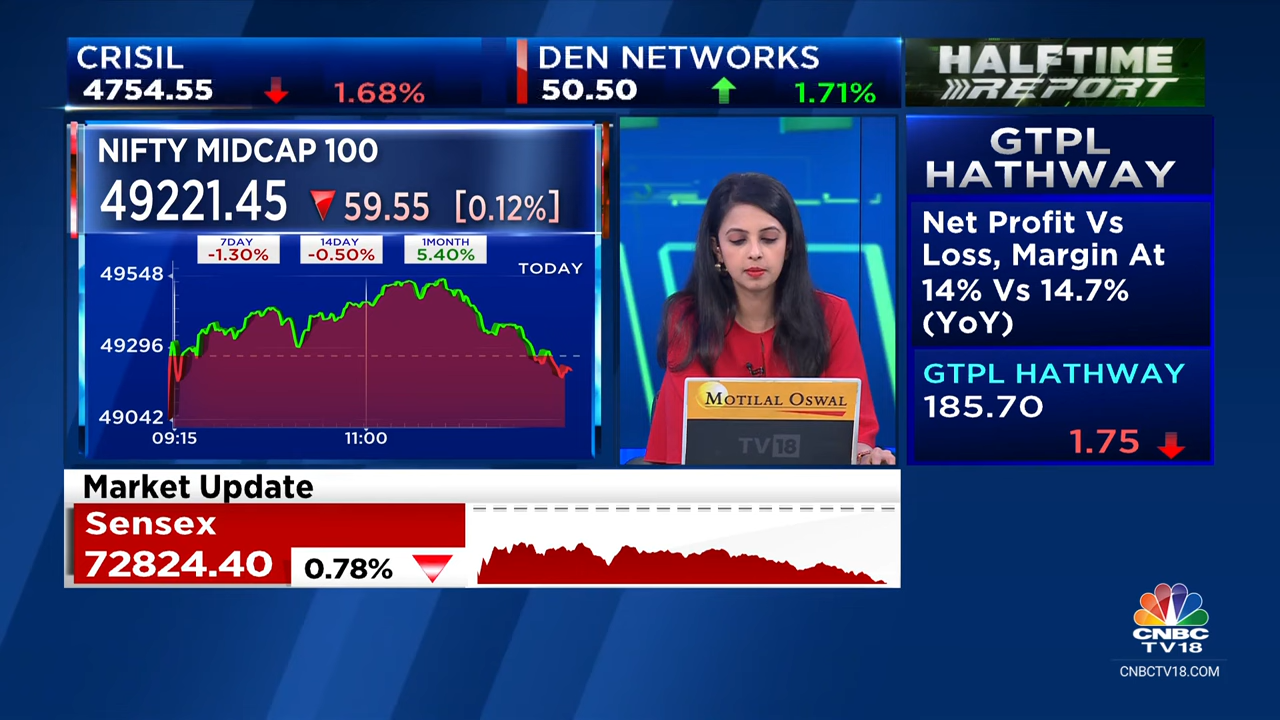 CRISIL
4754.55 1.68%
DEN NETWORKS
50.50 1.71%
HALFTIME
REPORT
NIFTY MIDCAP 100
49221.45 59.55 [0.12%]
7DAY
-1.30%
14DAY
-0.50%
1MONTH
5.40%
TODAY
49548
49296
49042
09:15 11:00
MOTILAL OSWAL
TV18
GTPL
HATHWAY
Net Profit Vs
Loss, Margin At
14% Vs 14.7%
(YoY)
GTPL HATHWAY
185.70
1.75
Market Update
Sensex
72824.40 0.78%
CNBC
TV18
CNBCTV18.COM